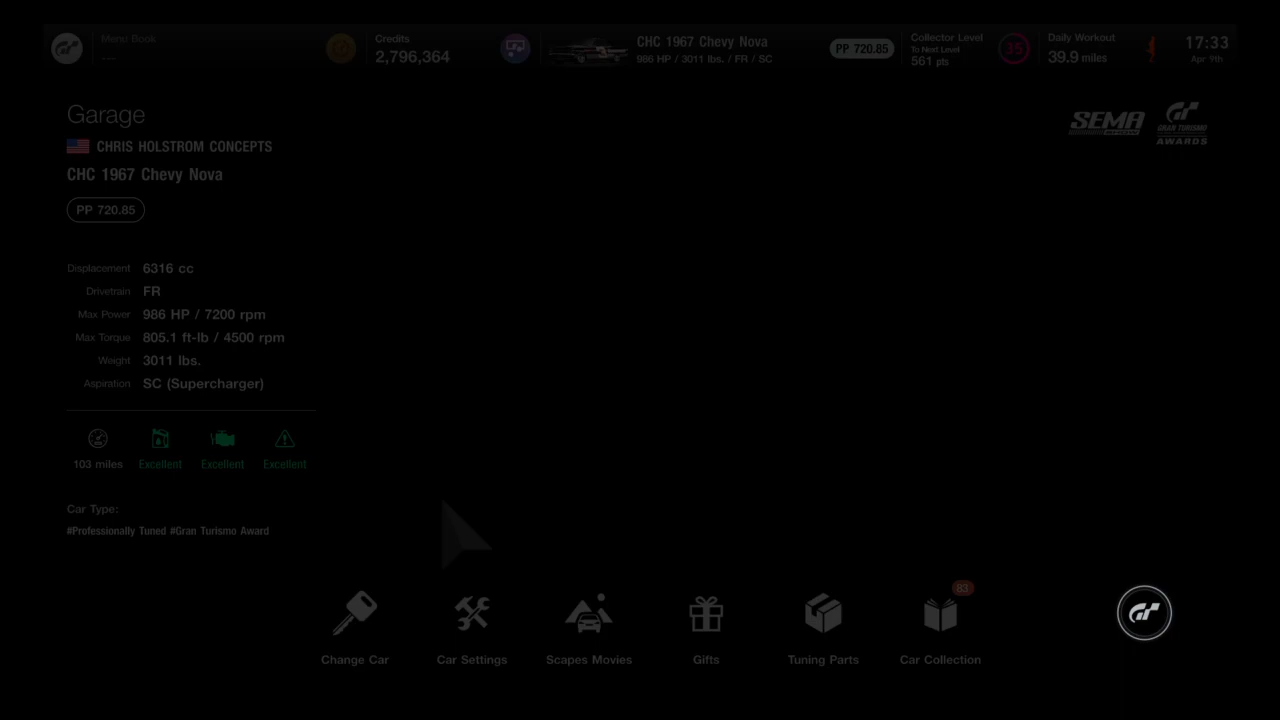 Menu Book
Credits
2,796,364
CHC 1967 Chevy Nova
986 HP / 3011 lbs. / FR / SC
PP 720.85
Collector Level
To Next Level
561 pts
35
Daily Workout
39.9 miles
17:33
Apr 9th
Garage
CHRIS HOLSTROM CONCEPTS
CHC 1967 Chevy Nova
PP 720.85
SEMA
GRAN TURISMO
AWARDS
Displacement 6316 cc
Drivetrain FR
Max Power 986 HP / 7200 rpm
Max Torque 805.1 ft-lb / 4500 rpm
Weight 3011 lbs.
Aspiration SC (Supercharger)
103 miles Excellent Excellent Excellent
Car Type:
#Professionally Tuned #Gran Turismo Award
83
Change Car Car Settings Scapes Movies Gifts Tuning Parts Car Collection